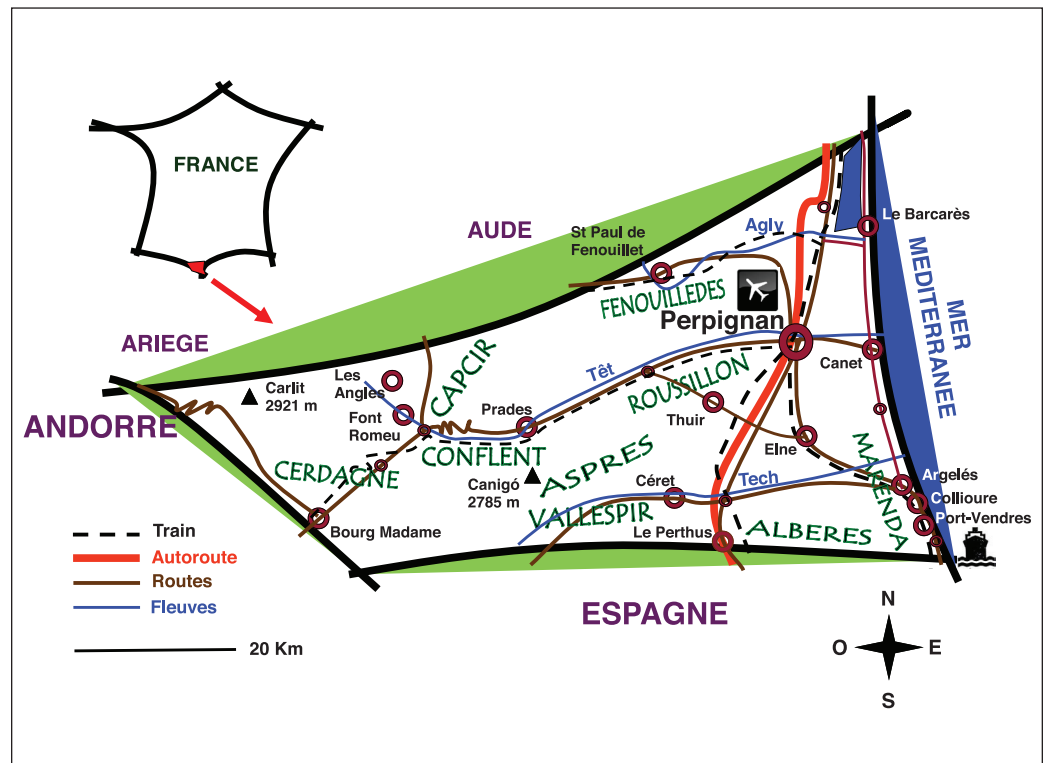 FRANCE
AUDE
ARIEGE
ANDORRE
St Paul de
Fenouillet
Agly
Le Barcarès
FENOUILLEDES
MER
MEDITERRANEE
Perpignan
Canet
Carlit
2921 m
Les
Angles
Font
Romeu
CAPCIR
Prades
Têt
ROUSSILLON
Thuir
Elne
CERDAGNE
CONFLENT
Canigó
2785 m
ASPRES
Céret
Tech
MARENDA
Argelés
Collioure
Port-Vendres
VALLESPIR
Le Perthus
ALBERES
Bourg Madame
Train
Autoroute
Routes
Fleuves
20 Km
ESPAGNE
N
O
E
S